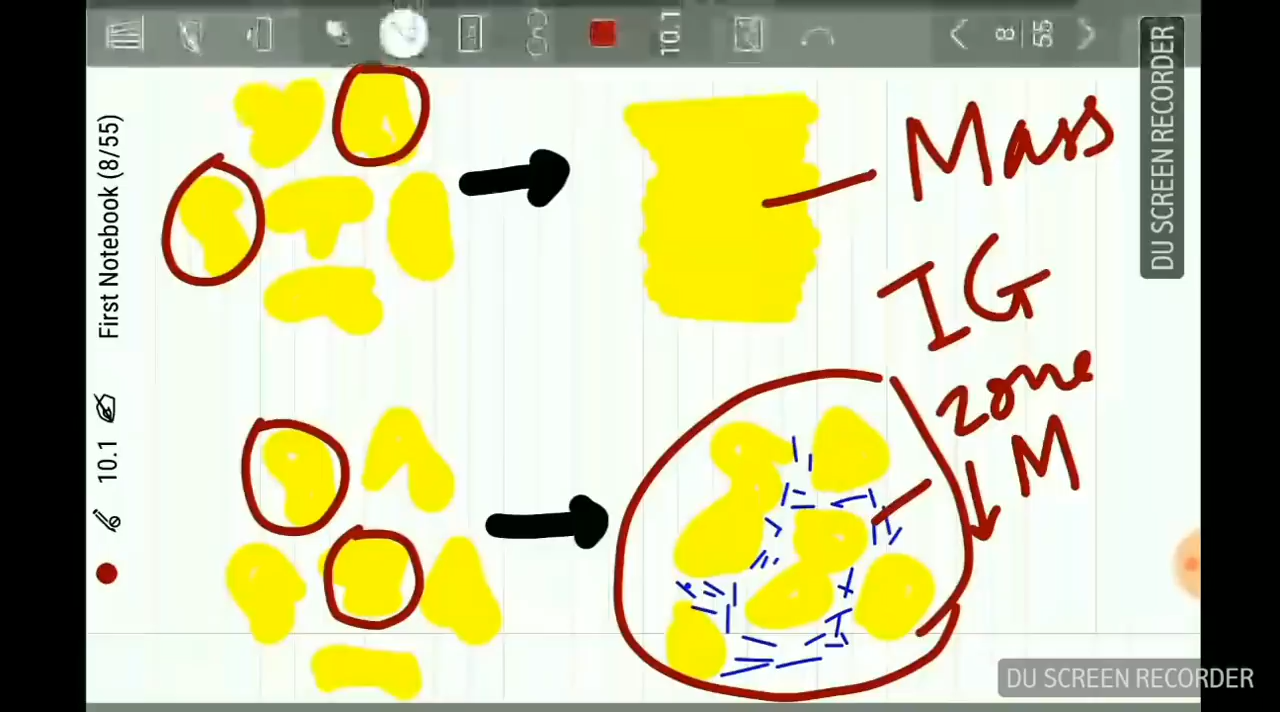 First Notebook (8/55)
10.1
10.1
8
55
Mass
IG
zone
M
DU SCREEN RECORDER
DU SCREEN RECORDER